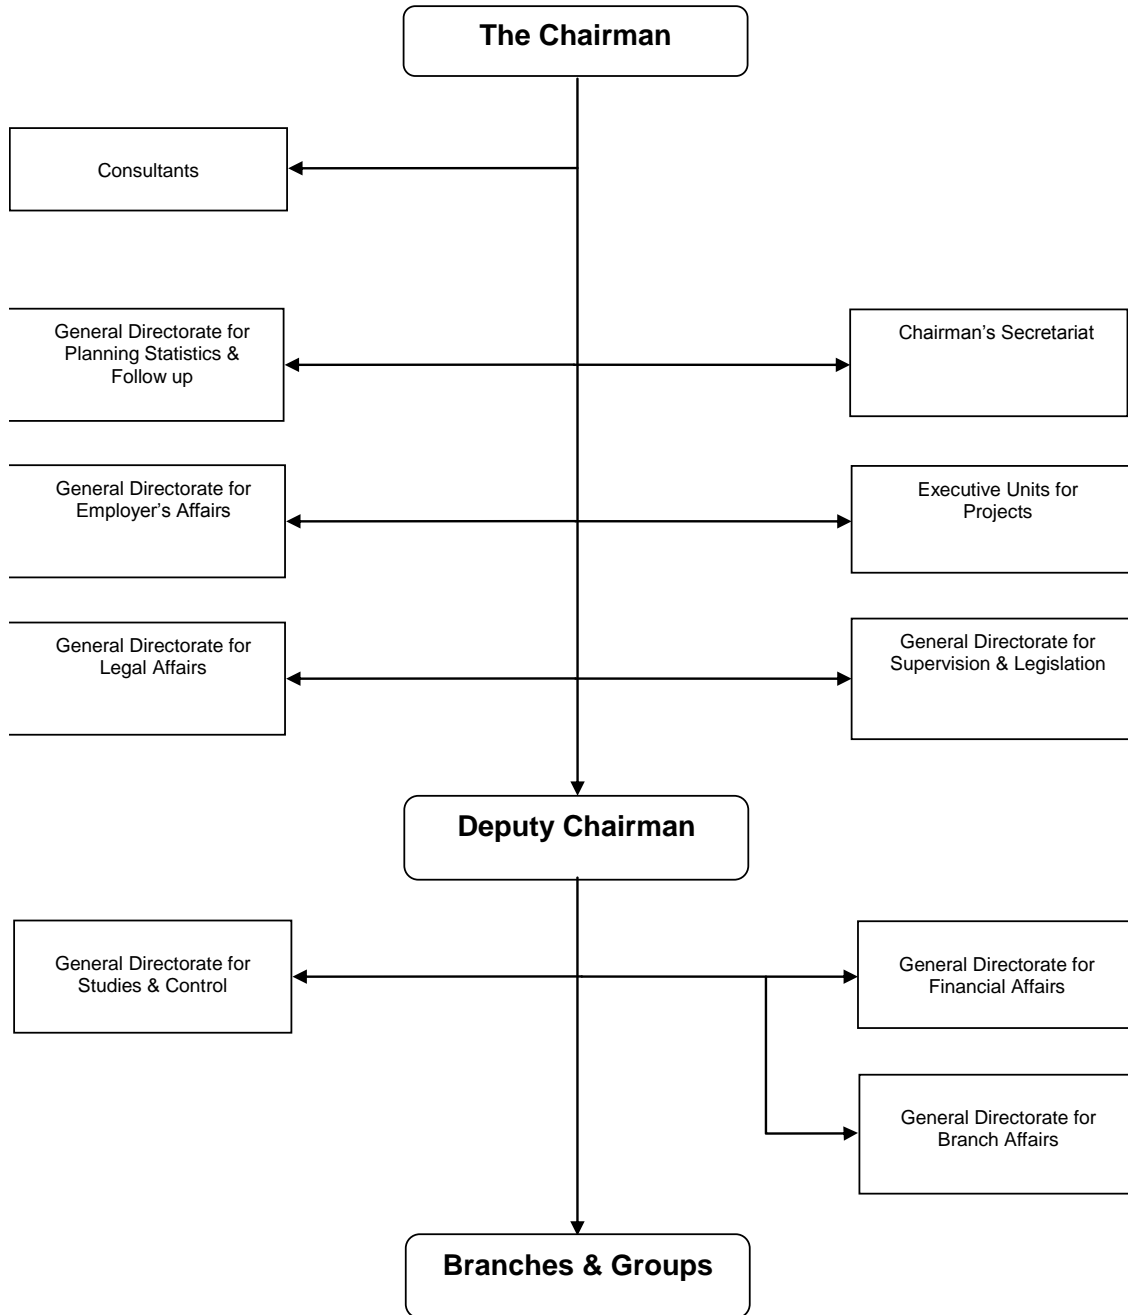 The Chairman
Consultants
General Directorate for
Planning Statistics &
Follow up
Chairman’s Secretariat
General Directorate for
Employer’s Affairs
Executive Units for
Projects
General Directorate for
Legal Affairs
General Directorate for
Supervision & Legislation
Deputy Chairman
General Directorate for
Studies & Control
General Directorate for
Financial Affairs
General Directorate for
Branch Affairs
Branches & Groups